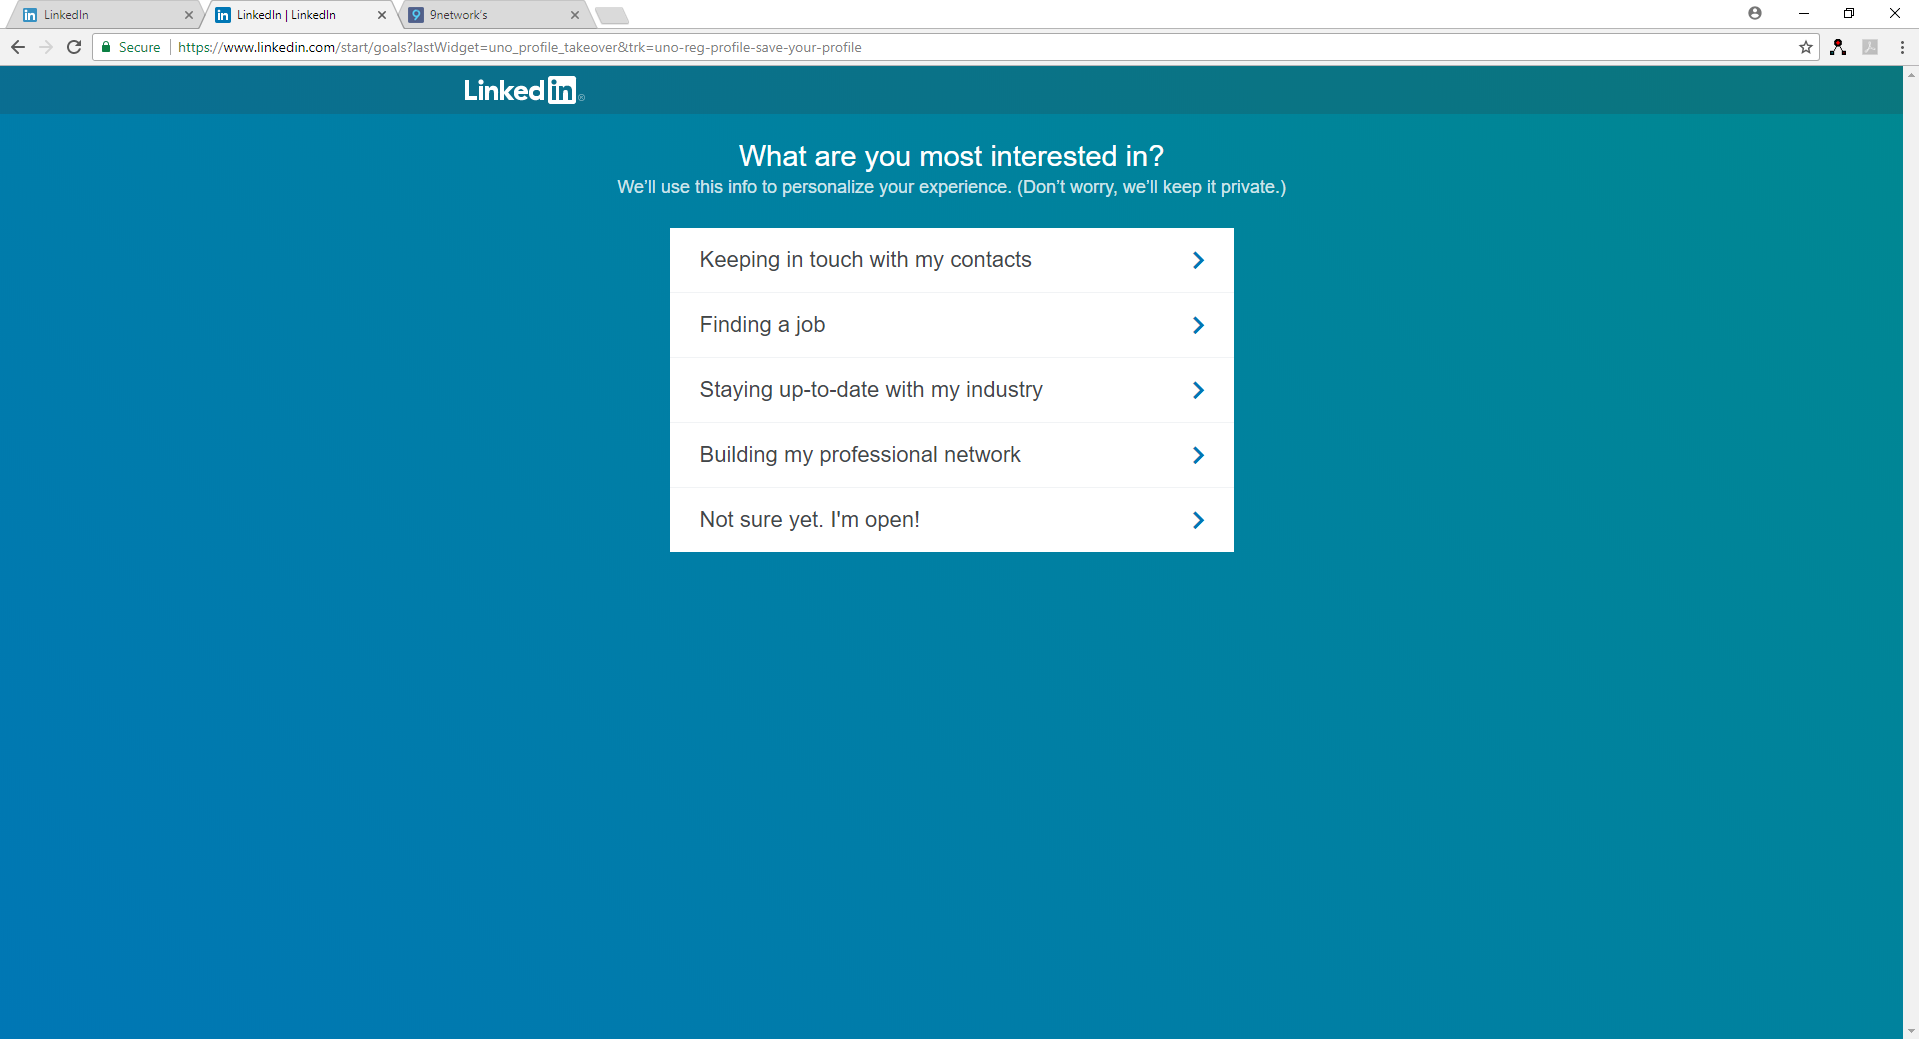 LinkedIn
LinkedIn | LinkedIn
9 9network's
Secure https://www.linkedin.com/start/goals?lastWidget=uno_profile_takeover&trk=uno-reg-profile-save-your-profile
Linked in ®
What are you most interested in?
We'll use this info to personalize your experience. (Don't worry, we'll keep it private.)
Keeping in touch with my contacts
Finding a job
Staying up-to-date with my industry
Building my professional network
Not sure yet. I'm open!